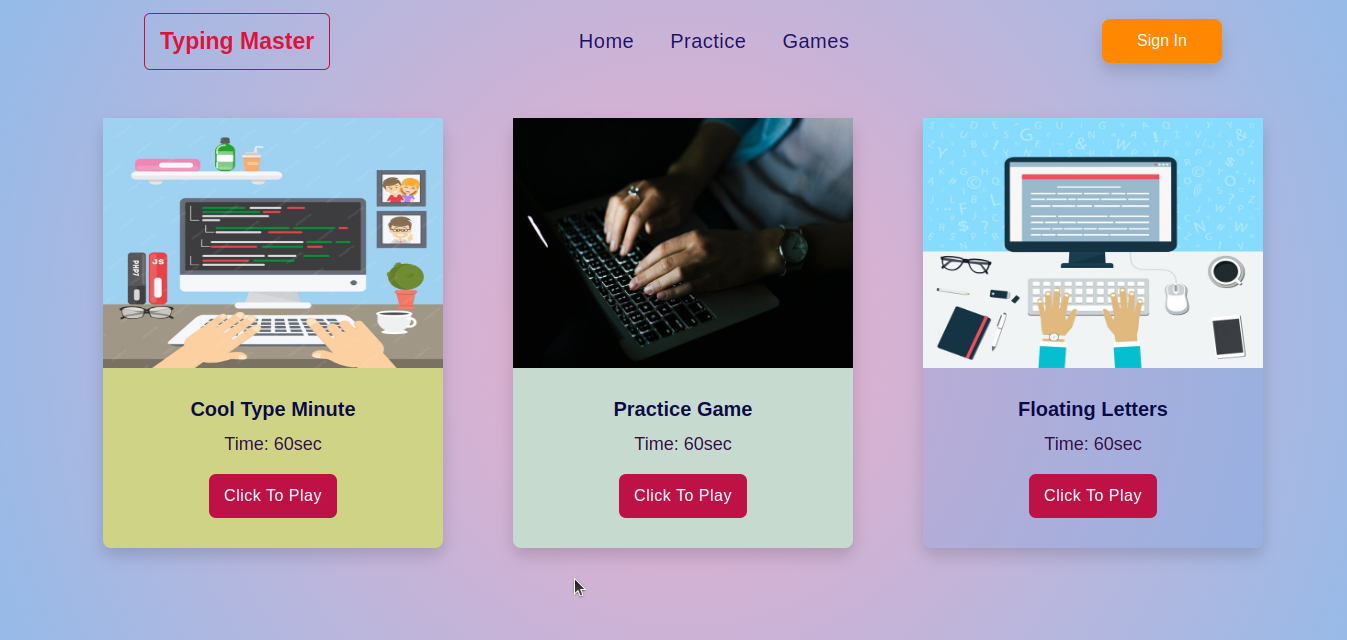 Typing Master
Home Practice Games
Sign In
PHP7
JS
Cool Type Minute
Time: 60sec
Click To Play
Practice Game
Time: 60sec
Click To Play
Floating Letters
Time: 60sec
Click To Play